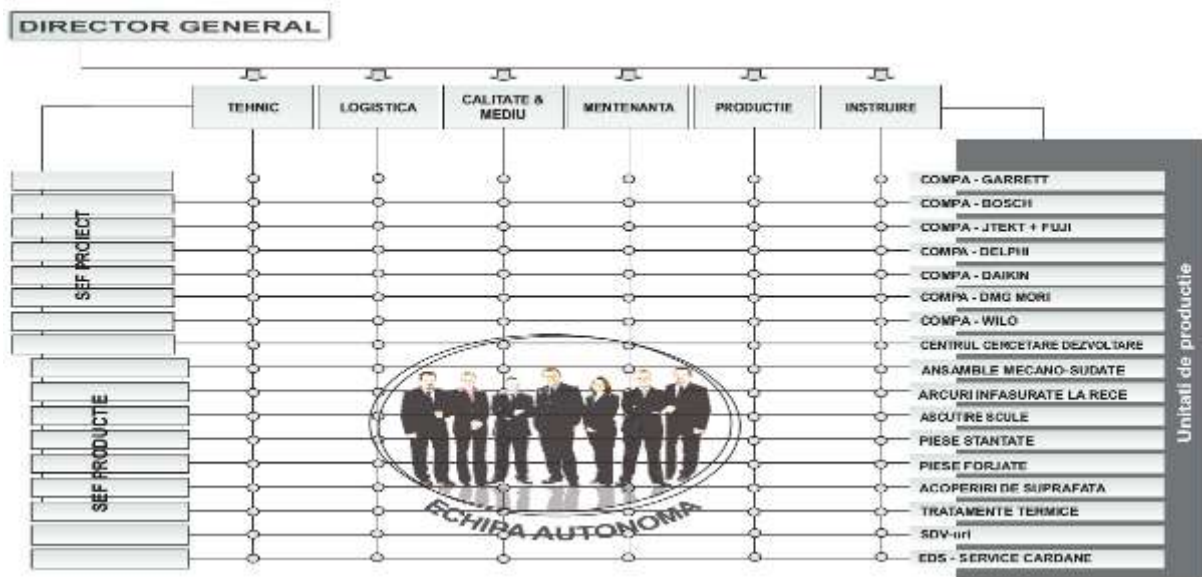 DIRECTOR GENERAL
TEHNIC
LOGISTICA
CALITATE &
MEDIU
MENTENANTA
PRODUCTIE
INSTRUIRE
SEF PROIECT
SEF PRODUCTIE
COMPA - GARRETT
COMPA - BOSCH
COMPA - JTEKT + FUJI
COMPA - DELPHI
COMPA - DAIKIN
COMPA - DMG MORI
COMPA - WILO
CENTRUL CERCETARE DEZVOLTARE
ANSAMBLE MECANO-SUDATE
ARCURI INFASURATE LA RECE
ASCUTIRE SCULE
PIESE STANTATE
PIESE FORJATE
ACOPERIRI DE SUPRAFATA
TRATAMENTE TERMICE
SDV-uri
EDS - SERVICE CARDANE
Unitati de productie
ECHIPA AUTONOMA